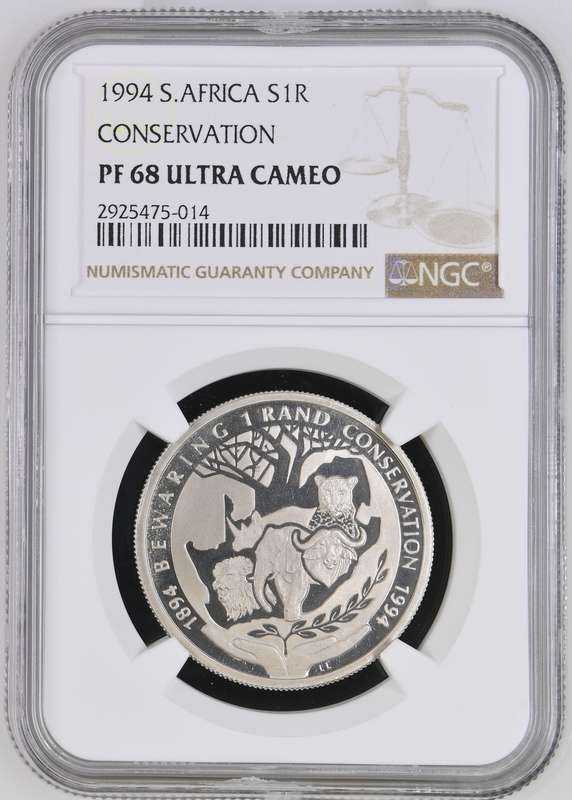 1994 S.AFRICA S1R
CONSERVATION
PF 68 ULTRA CAMEO
2925475-014
NUMISMATIC GUARANTY COMPANY
NGC®
1894 BEWARING 1 RAND CONSERVATION 1994
LL